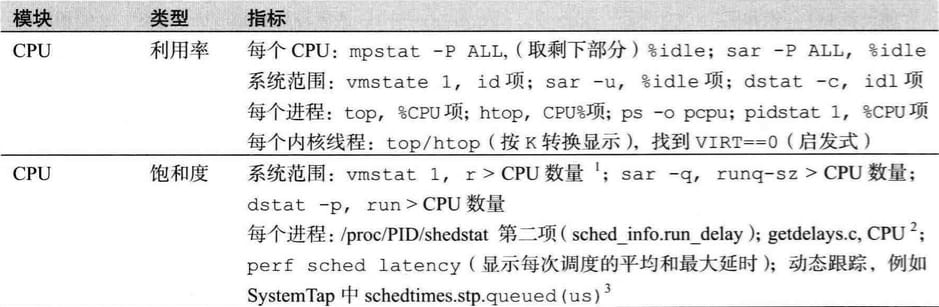 模块 类型 指标
CPU 利用率 每个 CPU：mpstat -P ALL,（取剩下部分）%idle；sar -P ALL, %idle
系统范围：vmstate 1, id 项；sar -u, %idle 项；dstat -c, idl 项
每个进程：top, %CPU 项；htop, CPU%项；ps -o pcpu；pidstat 1, %CPU 项
每个内核线程：top/htop（按 K 转换显示），找到 VIRT==0（启发式）
CPU 饱和度 系统范围：vmstat 1, r > CPU 数量 1；sar -q, runq-sz > CPU 数量；
dstat -p, run > CPU 数量
每个进程：/proc/PID/shedstat 第二项（sched_info.run_delay）；getdelays.c, CPU 2；
perf sched latency（显示每次调度的平均和最大延时）；动态跟踪，例如
SystemTap 中 schedtimes.stp.queued(us) 3